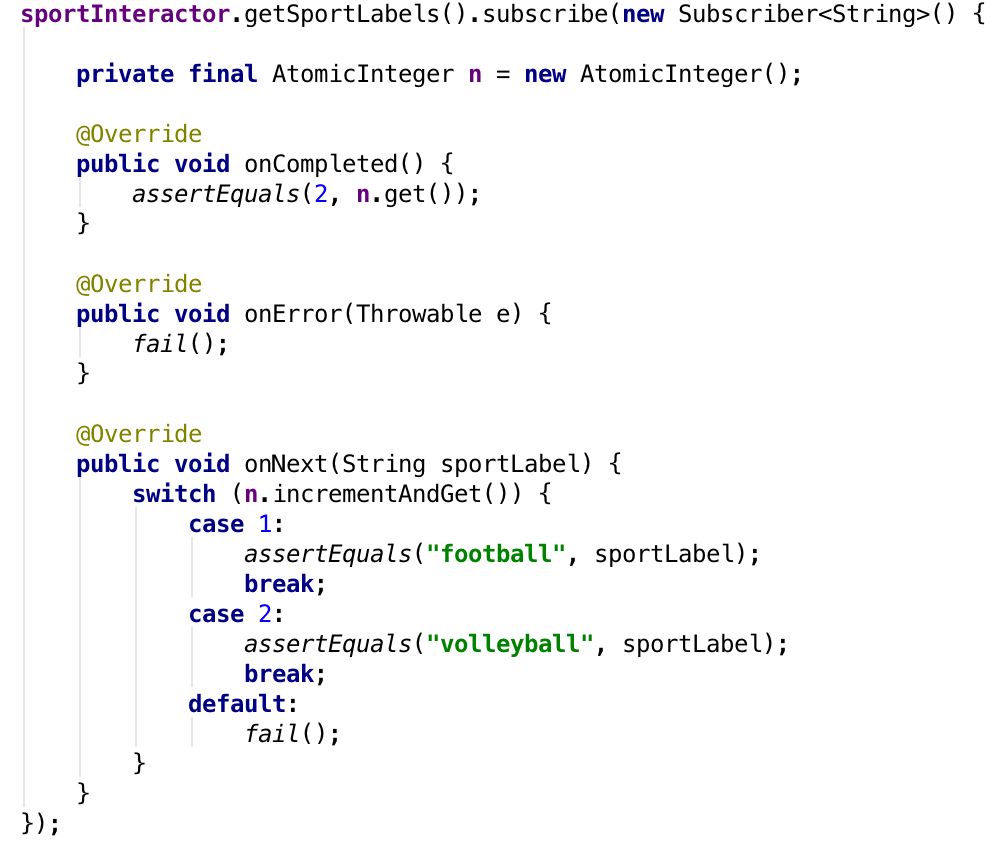 sportInteractor.getSportLabels().subscribe(new Subscriber<String>() {
private final AtomicInteger n = new AtomicInteger();
@Override
public void onCompleted() {
assertEquals(2, n.get());
}
@Override
public void onError(Throwable e) {
fail();
}
@Override
public void onNext(String sportLabel) {
switch (n.incrementAndGet()) {
case 1:
assertEquals("football", sportLabel);
break;
case 2:
assertEquals("volleyball", sportLabel);
break;
default:
fail();
}
}
});